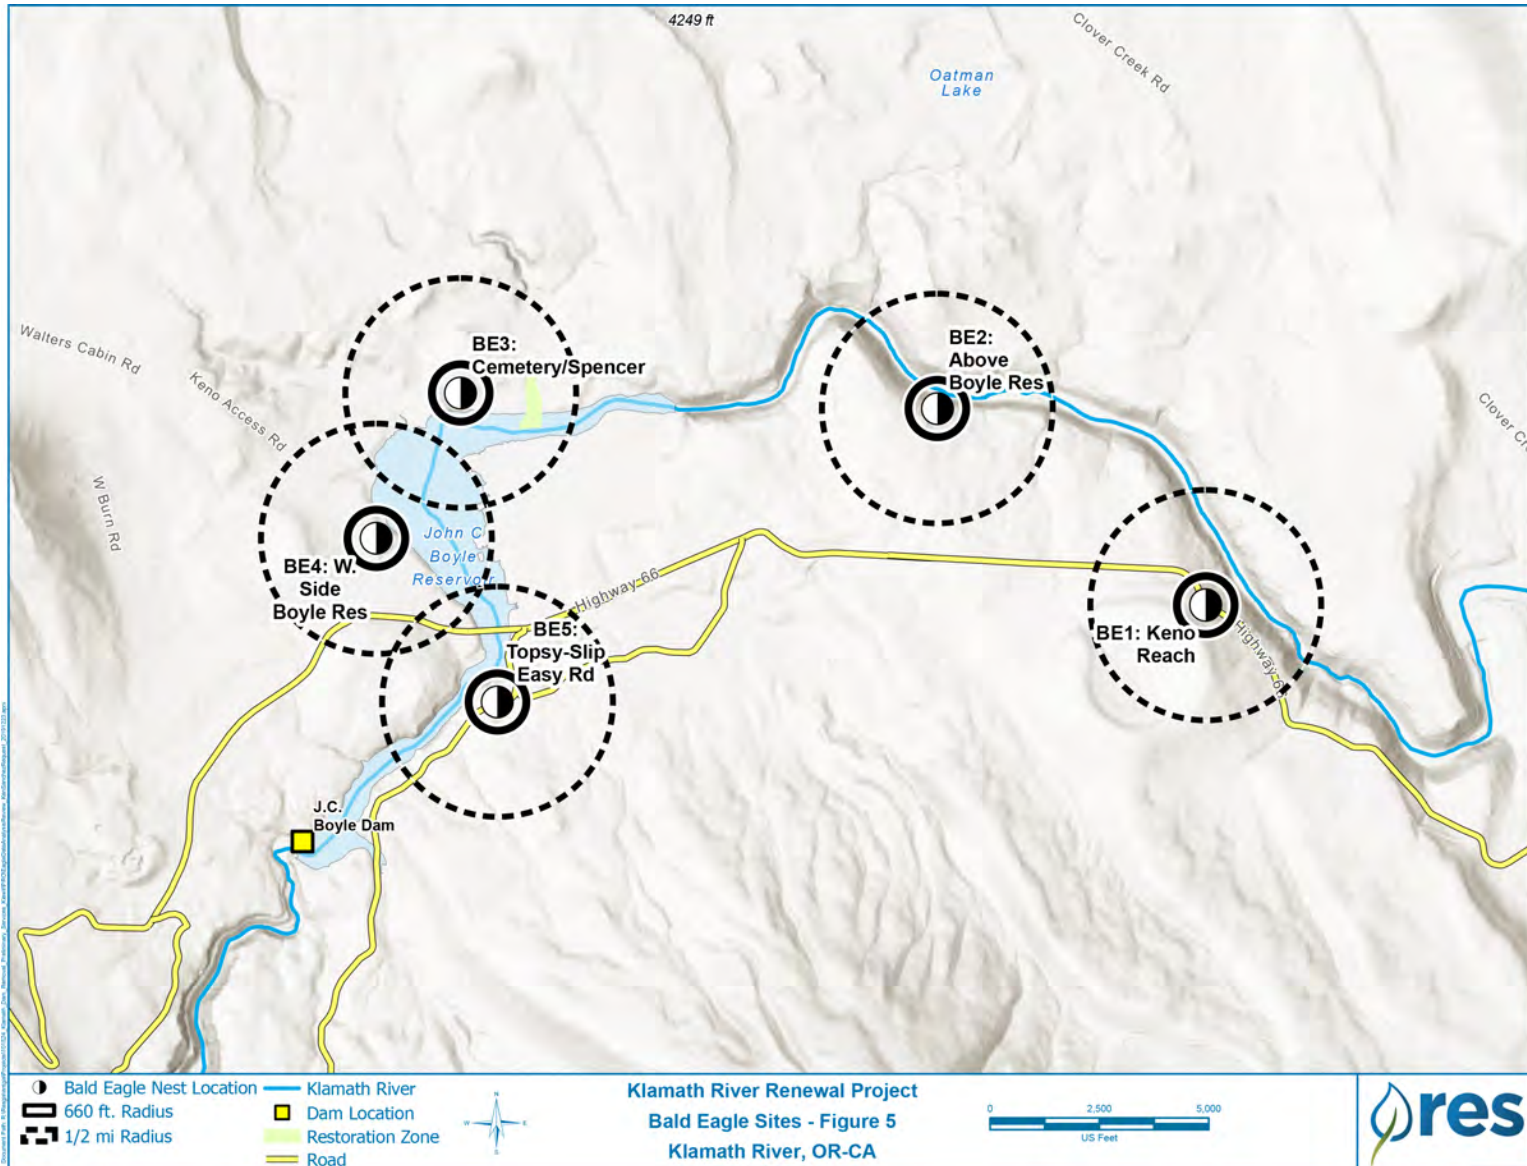 4249 ft
Clover Creek Rd
Oatman
Lake
Walters Cabin Rd
Keno Access Rd
W Burn Rd
BE3:
Cemetery/Spencer
BE2:
Above
Boyle Res
Clover Cr
John C
Boyle
Reservoir
BE4: W.
Side
Boyle Res
Highway 66
BE5:
Topsy-Slip
Easy Rd
BE1: Keno
Reach
Highway 66
J.C.
Boyle Dam
Bald Eagle Nest Location
660 ft. Radius
1/2 mi Radius
Klamath River
Dam Location
Restoration Zone
Road
N
W
E
S
Klamath River Renewal Project
Bald Eagle Sites - Figure 5
Klamath River, OR-CA
0
2,500
5,000
US Feet
res